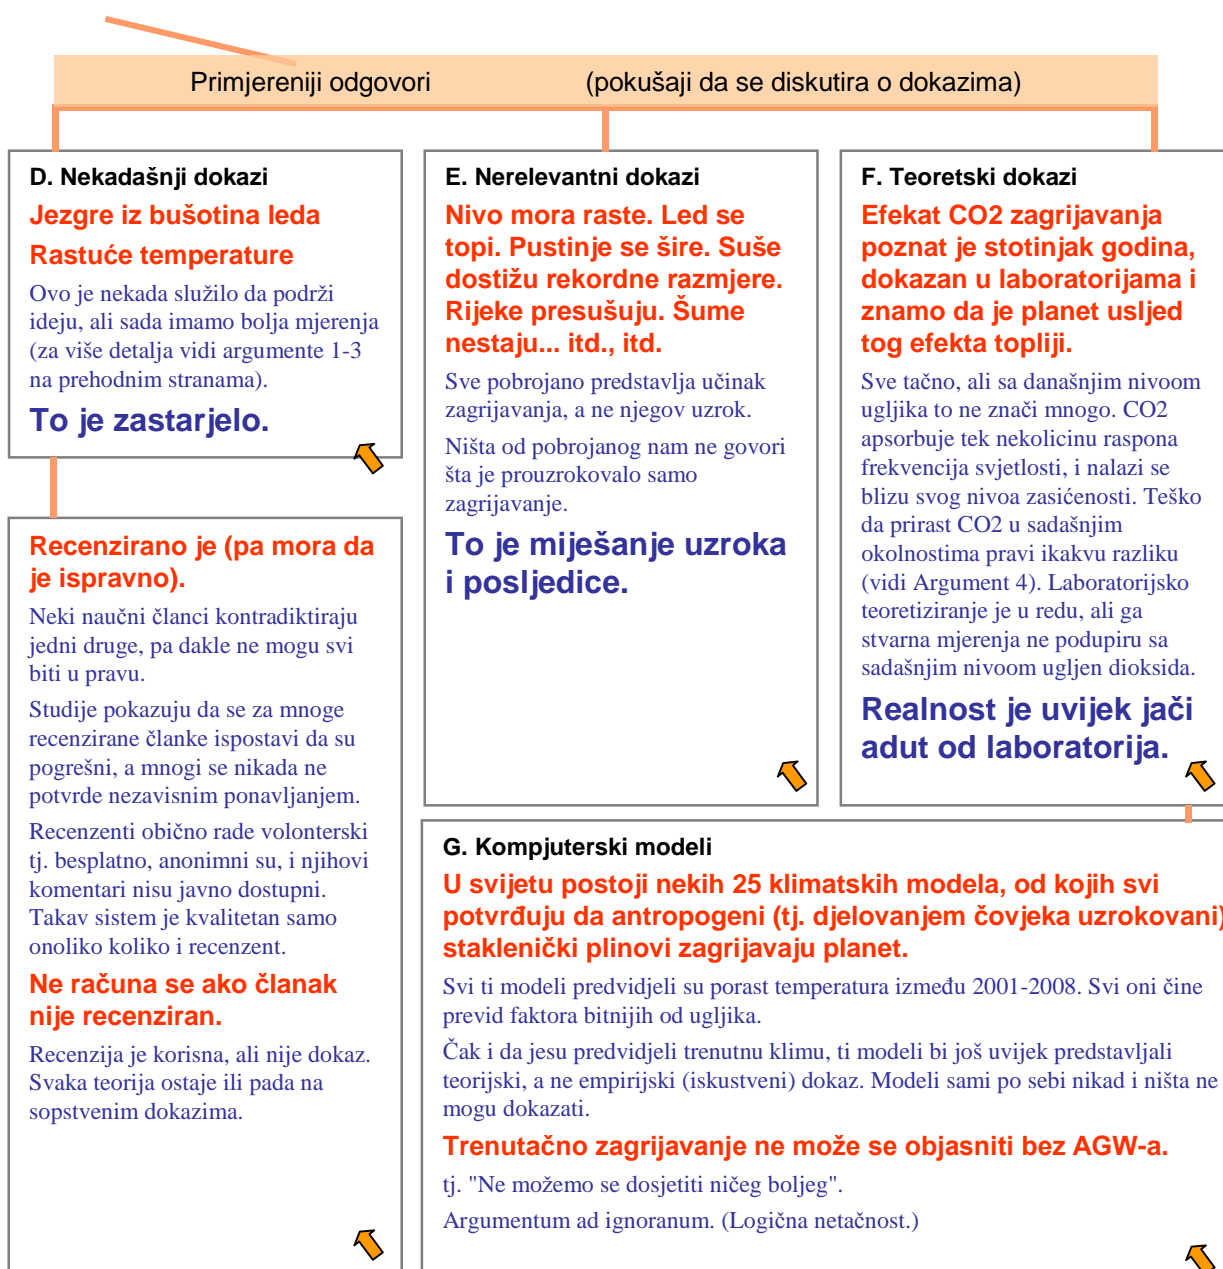 Primjereniji odgovori (pokušaji da se diskutira o dokazima)
D. Nekadašnji dokazi
Jezgre iz bušotina leda
Rastuće temperature
Ovo je nekada služilo da podrži
ideju, ali sada imamo bolja mjerenja
(za više detalja vidi argumente 1-3
na prehodnim stranama).
To je zastarjelo.
Recenzirano je (pa mora da
je ispravno).
Neki naučni članci kontradiktiraju
jedni druge, pa dakle ne mogu svi
biti u pravu.
Studije pokazuju da se za mnoge
recenzirane članke ispostavi da su
pogrešni, a mnogi se nikada ne
potvrde nezavisnim ponavljanjem.
Recenzenti obično rade volonterski
tj. besplatno, anonimni su, i njihovi
komentari nisu javno dostupni.
Takav sistem je kvalitetan samo
onoliko koliko i recenzent.
Ne računa se ako članak
nije recenziran.
Recenzija je korisna, ali nije dokaz.
Svaka teorija ostaje ili pada na
sopstvenim dokazima.
E. Nerelevantni dokazi
Nivo mora raste. Led se
topi. Pustinje se šire. Suše
dostižu rekordne razmjere.
Rijeke presušuju. Šume
nestaju... itd., itd.
Sve pobrojano predstavlja učinak
zagrijavanja, a ne njegov uzrok.
Ništa od pobrojanog nam ne govori
šta je prouzrokovalo samo
zagrijavanje.
To je miješanje uzroka
i posljedice.
F. Teoretski dokazi
Efekat CO2 zagrijavanja
poznat je stotinjak godina,
dokazan u laboratorijama i
znamo da je planet usljed
tog efekta topliji.
Sve tačno, ali sa današnjim nivoom
ugljika to ne znači mnogo. CO2
apsorbuje tek nekolicinu raspona
frekvencija svjetlosti, i nalazi se
blizu svog nivoa zasićenosti. Teško
da prirast CO2 u sadašnjim
okolnostima pravi ikakvu razliku
(vidi Argument 4). Laboratorijsko
teoretiziranje je u redu, ali ga
stvarna mjerenja ne podupiru sa
sadašnjim nivoom ugljen dioksida.
Realnost je uvijek jači
adut od laboratorija.
G. Kompjuterski modeli
U svijetu postoji nekih 25 klimatskih modela, od kojih svi
potvrđuju da antropogeni (tj. djelovanjem čovjeka uzrokovani)
staklenički plinovi zagrijavaju planet.
Svi ti modeli predvidjeli su porast temperatura između 2001-2008. Svi oni čine
previd faktora bitnijih od ugljika.
Čak i da jesu predvidjeli trenutnu klimu, ti modeli bi još uvijek predstavljali
teorijski, a ne empirijski (iskustveni) dokaz. Modeli sami po sebi nikad i ništa ne
mogu dokazati.
Trenutačno zagrijavanje ne može se objasniti bez AGW-a.
tj. "Ne možemo se dosjetiti ničeg boljeg".
Argumentum ad ignoranum. (Logična netačnost.)